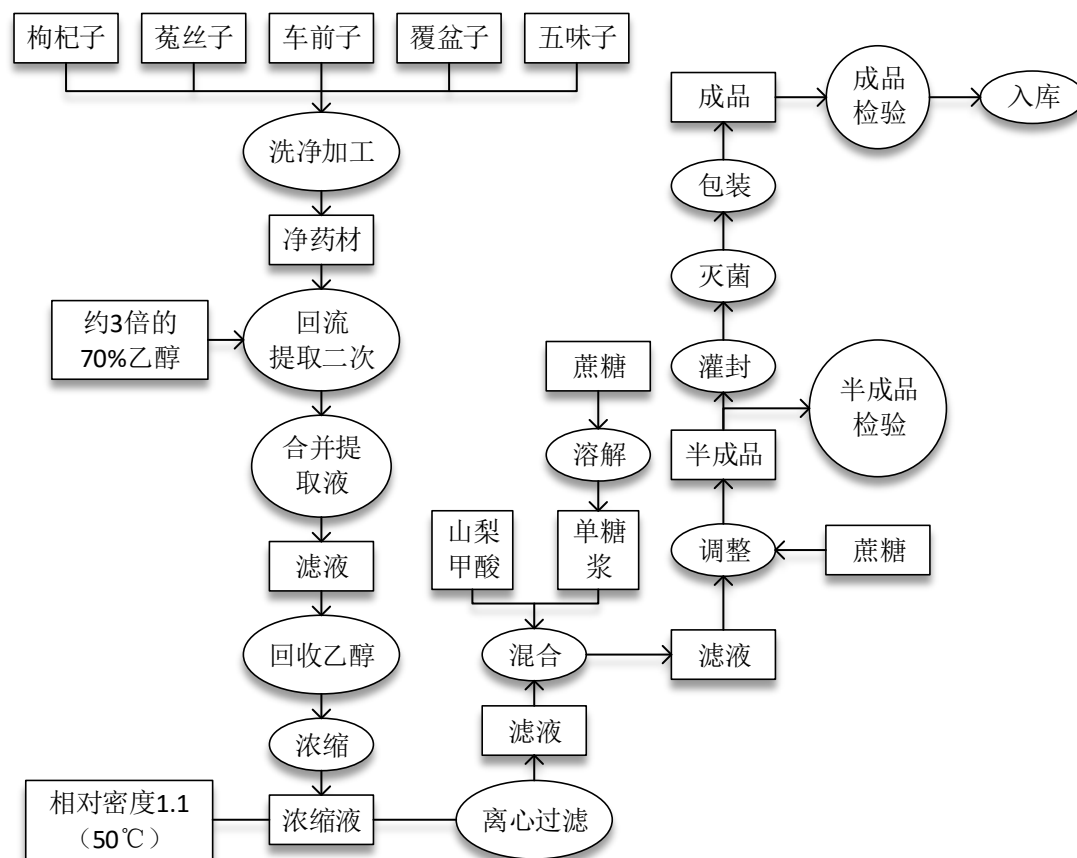 枸杞子
菟丝子
车前子
覆盆子
五味子
洗净加工
净药材
约3倍的
70%乙醇
回流
提取二次
合并提
取液
滤液
回收乙醇
浓缩
相对密度1.1
（50℃）
浓缩液
离心过滤
滤液
山梨
甲酸
蔗糖
溶解
单糖
浆
混合
滤液
蔗糖
调整
半成品
半成品
检验
灌封
灭菌
包装
成品
成品
检验
入库